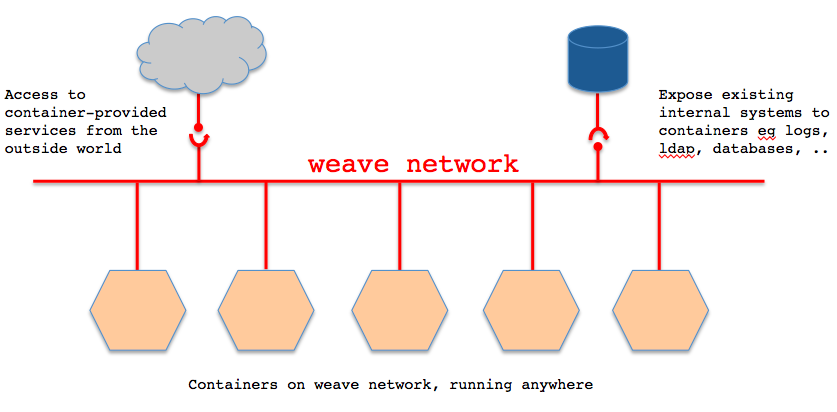 Access to
container-provided
services from the
outside world
Expose existing
internal systems to
containers eg logs,
ldap, databases, ..
weave network
Containers on weave network, running anywhere